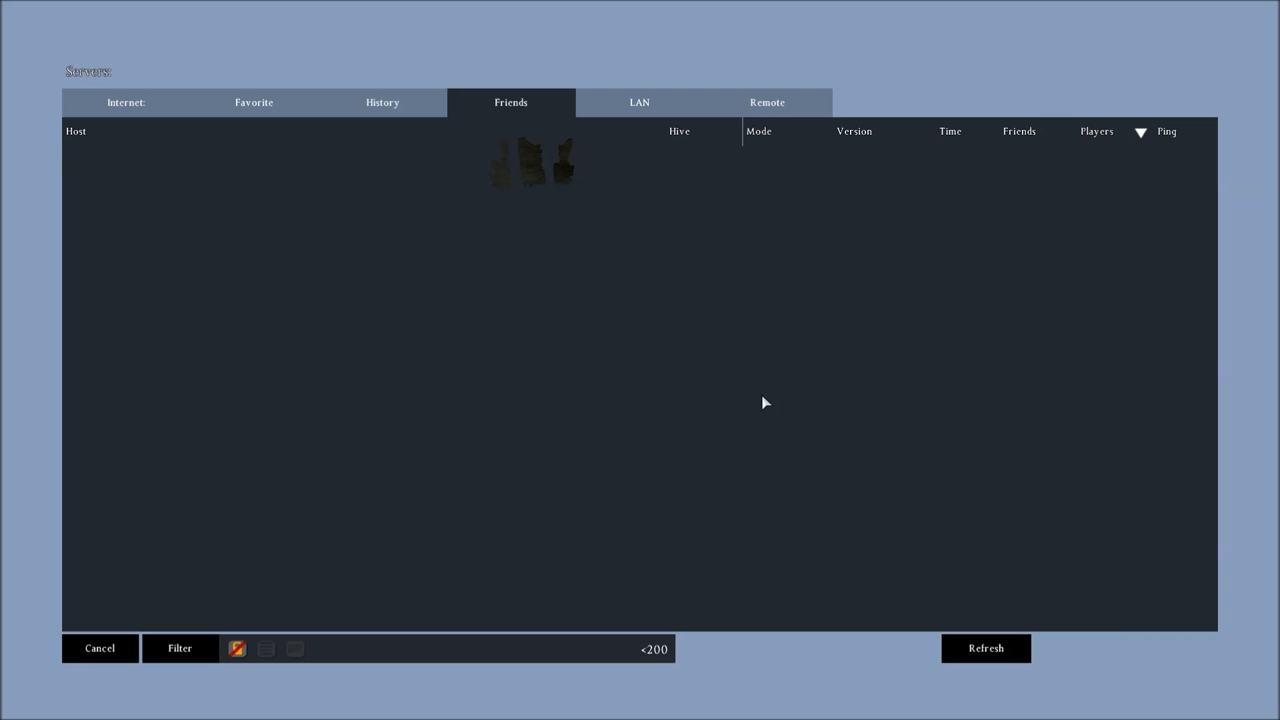 Servers:
Internet: Favorite History Friends LAN Remote
Host Hive Mode Version Time Friends Players Ping
Cancel Filter <200 Refresh